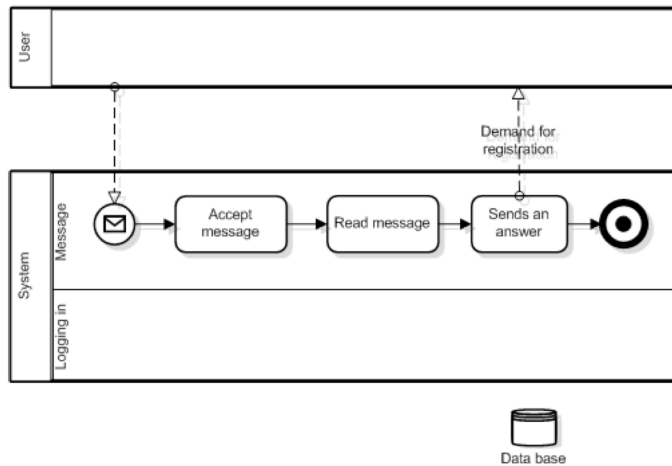 User
Demand for
registration
System
Message
Accept
message
Read message
Sends an
answer
Logging in
Data base